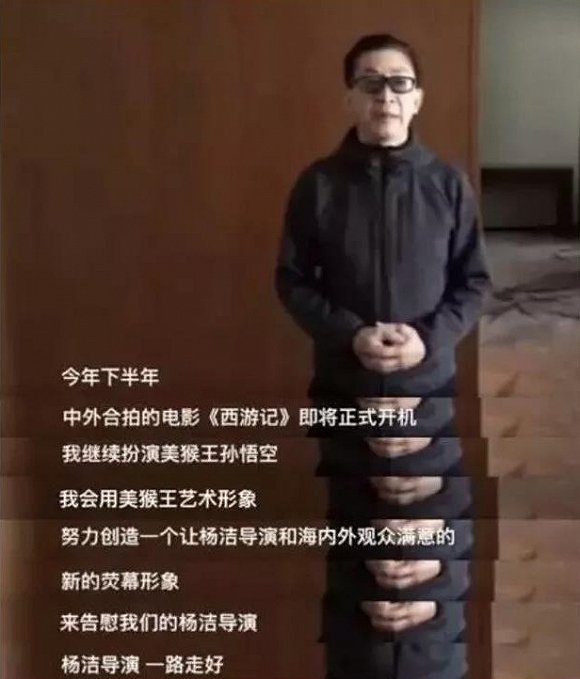 今年下半年
中外合拍的电影《西游记》即将正式开机
我继续扮演美猴王孙悟空
我会用美猴王艺术形象
努力创造一个让杨洁导演和海内外观众满意的
新的荧幕形象
来告慰我们的杨洁导演
杨洁导演 一路走好